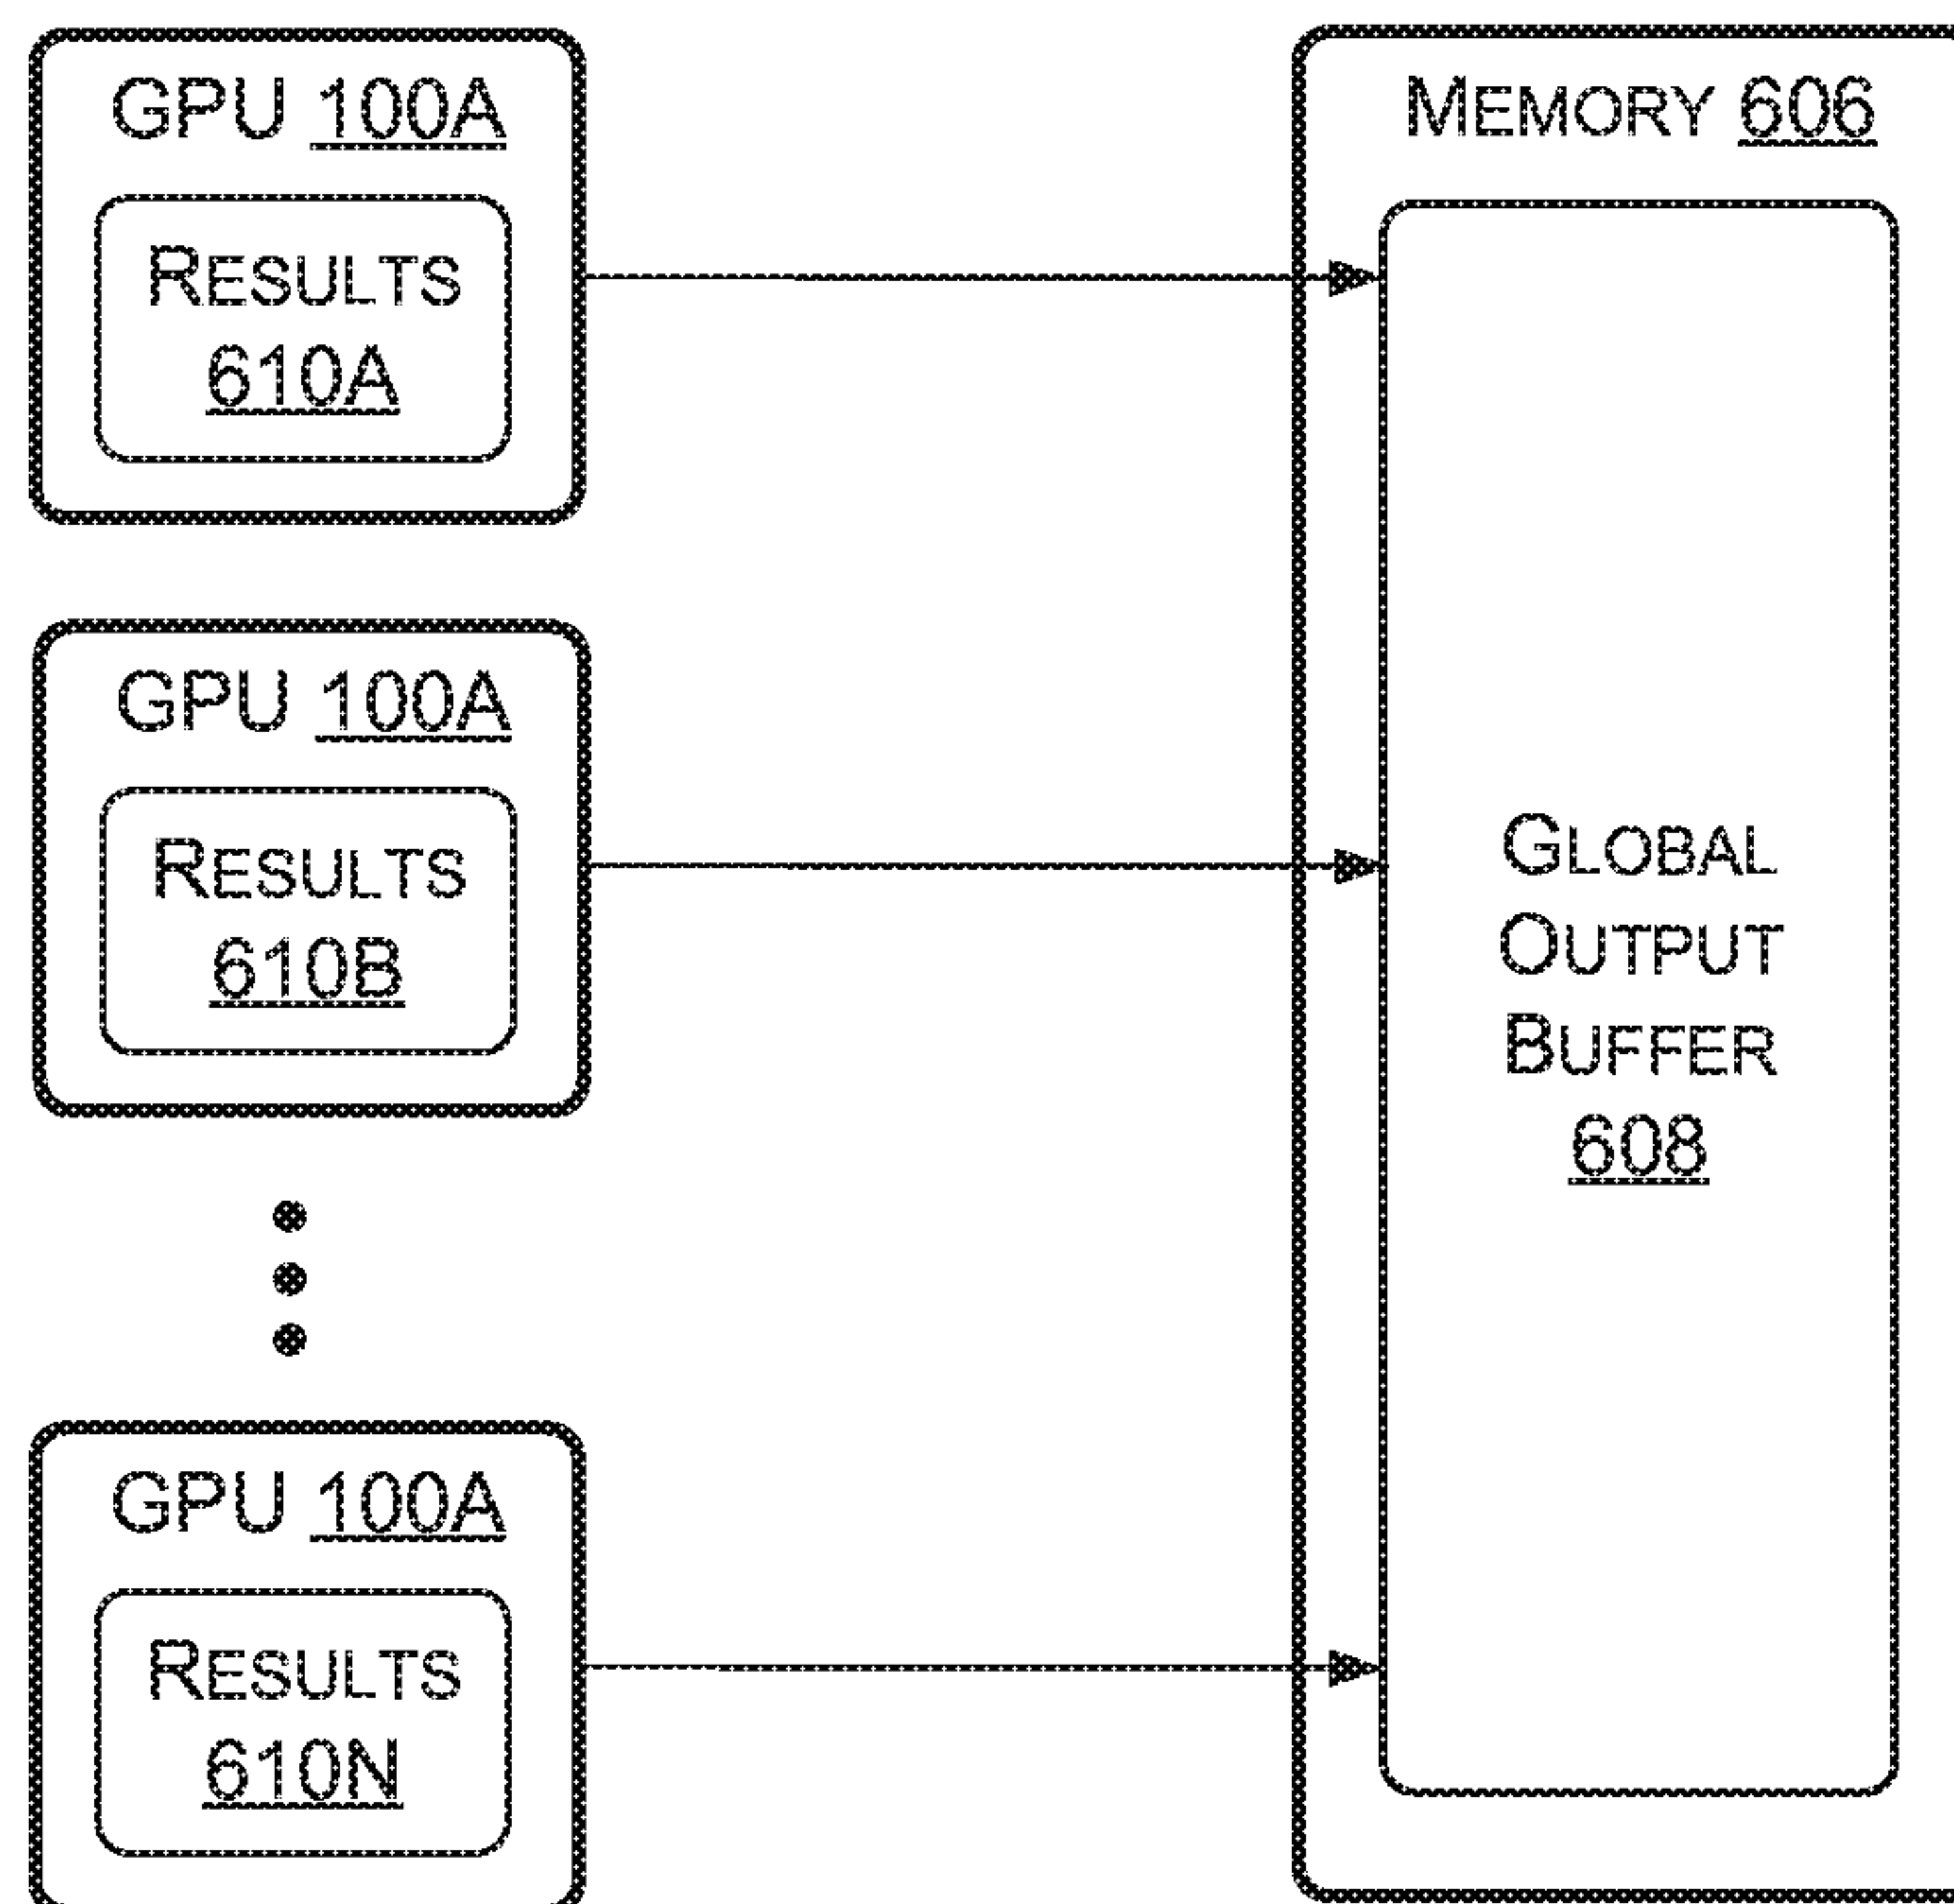 GPU 100A
RESULTS
610A
GPU 100A
RESULTS
610B
GPU 100A
RESULTS
610N
MEMORY 606
GLOBAL
OUTPUT
BUFFER
608